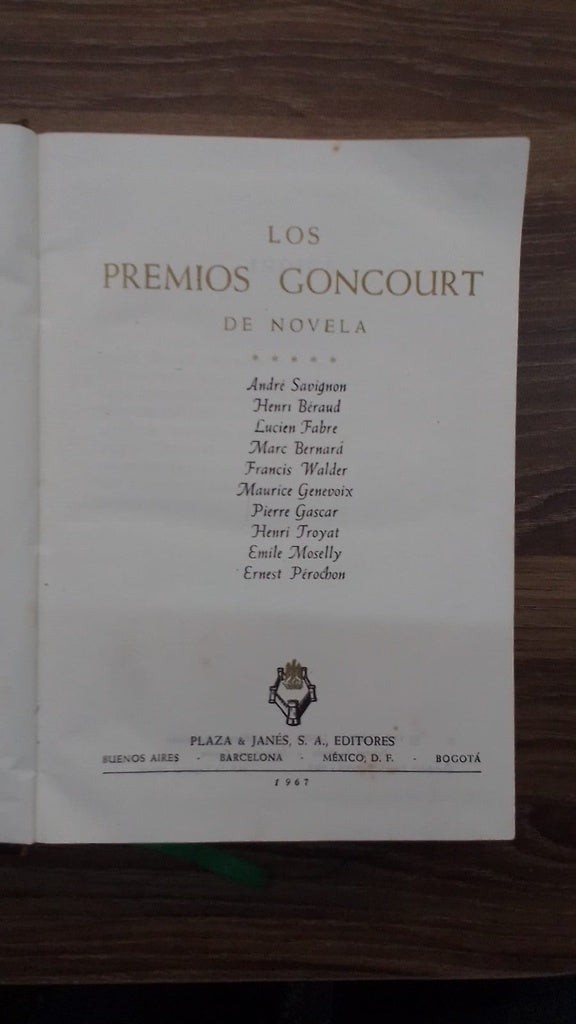 LOS
PREMIOS GONCOURT
DE NOVELA
* * * * *
André Savignon
Henri Béraud
Lucien Fabre
Marc Bernard
Francis Walder
Maurice Genevoix
Pierre Gascar
Henri Troyat
Emile Moselly
Ernest Pérochon
PLAZA & JANÉS, S. A., EDITORES
BUENOS AIRES - BARCELONA - MÉXICO, D. F. - BOGOTÁ
1967